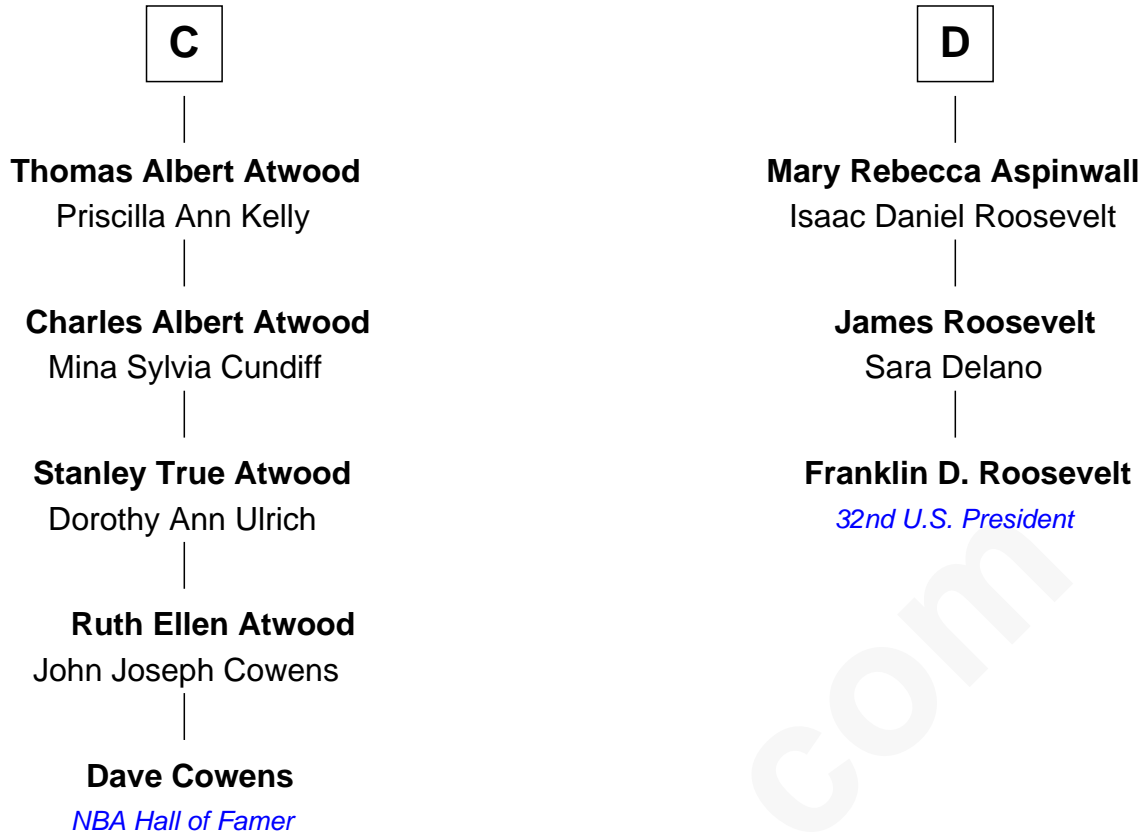 C
Thomas Albert Atwood
Priscilla Ann Kelly
Charles Albert Atwood
Mina Sylvia Cundiff
Stanley True Atwood
Dorothy Ann Ulrich
Ruth Ellen Atwood
John Joseph Cowens
Dave Cowens
NBA Hall of Famer
D
Mary Rebecca Aspinwall
Isaac Daniel Roosevelt
James Roosevelt
Sara Delano
Franklin D. Roosevelt
32nd U.S. President
com